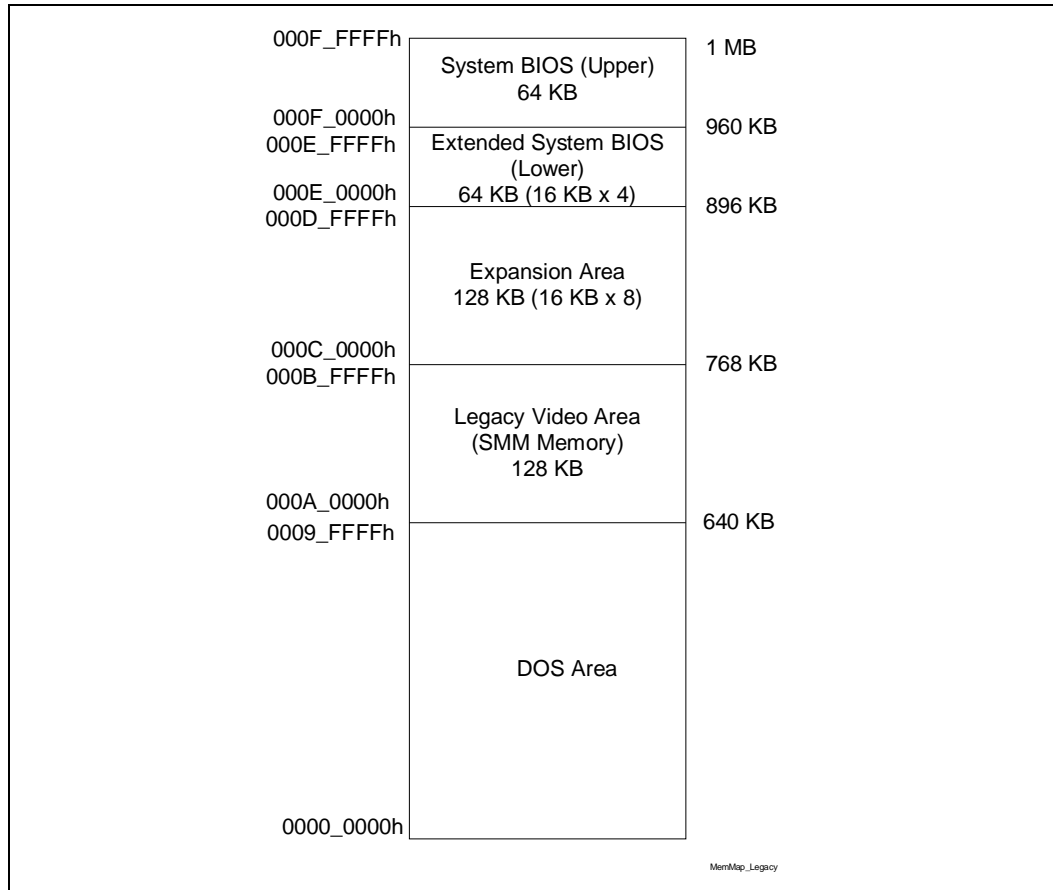 000F_FFFFh
1 MB
System BIOS (Upper)
64 KB
000F_0000h
960 KB
000E_FFFFh
Extended System BIOS
(Lower)
64 KB (16 KB x 4)
000E_0000h
896 KB
000D_FFFFh
Expansion Area
128 KB (16 KB x 8)
000C_0000h
768 KB
000B_FFFFh
Legacy Video Area
(SMM Memory)
128 KB
000A_0000h
640 KB
0009_FFFFh
DOS Area
0000_0000h
MemMap_Legacy